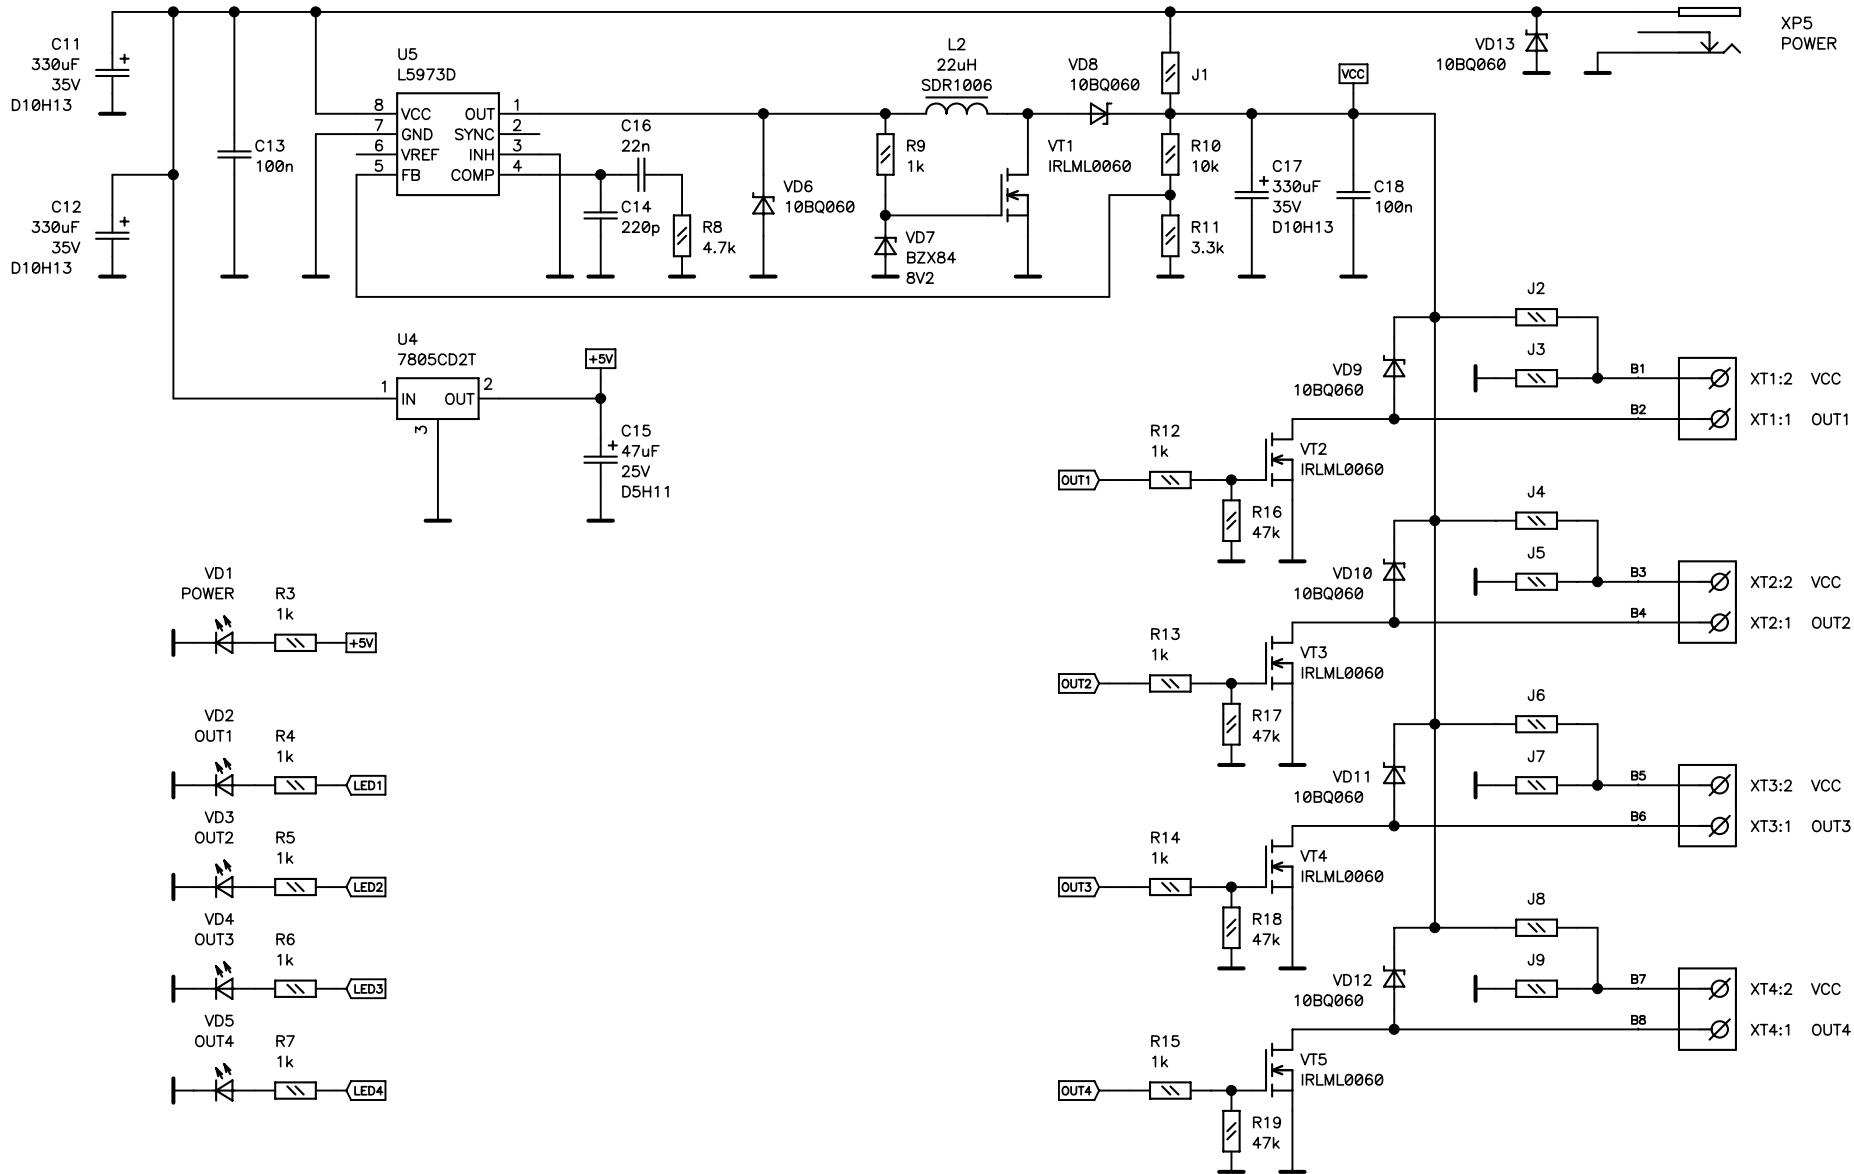 C11
330uF
35V
D10H13
+
C12
330uF
35V
D10H13
+
C13
100n
U5
L5973D
8 VCC OUT 1
7 GND SYNC 2
6 VREF INH 3
5 FB COMP 4
C16
22n
C14
220p
R8
4.7k
VD6
10BQ060
R9
1k
VD7
BZX84
8V2
L2
22uH
SDR1006
VT1
IRLML0060
VD8
10BQ060
J1
R10
10k
R11
3.3k
C17
+ 330uF
35V
D10H13
VCC
C18
100n
VD13
10BQ060
XP5
POWER
U4
7805CD2T
1 IN OUT 2
3
+5V
C15
+ 47uF
25V
D5H11
VD1
POWER
R3
1k
+5V
VD2
OUT1
R4
1k
LED1
VD3
OUT2
R5
1k
LED2
VD4
OUT3
R6
1k
LED3
VD5
OUT4
R7
1k
LED4
J2
J3
VD9
10BQ060
B1
XT1:2 VCC
B2
XT1:1 OUT1
R12
1k
OUT1
VT2
IRLML0060
R16
47k
J4
J5
VD10
10BQ060
B3
XT2:2 VCC
B4
XT2:1 OUT2
R13
1k
OUT2
VT3
IRLML0060
R17
47k
J6
J7
VD11
10BQ060
B5
XT3:2 VCC
B6
XT3:1 OUT3
R14
1k
OUT3
VT4
IRLML0060
R18
47k
J8
J9
VD12
10BQ060
B7
XT4:2 VCC
B8
XT4:1 OUT4
R15
1k
OUT4
VT5
IRLML0060
R19
47k